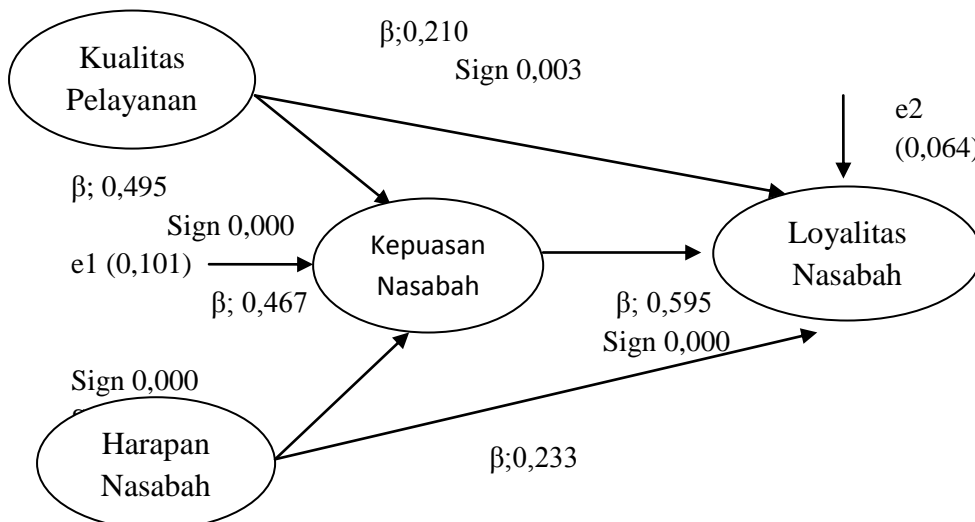 Kualitas
Pelayanan
β;0,210
Sign 0,003
e2
(0,064)
β; 0,495
Sign 0,000
e1 (0,101)
β; 0,467
Kepuasan
Nasabah
Loyalitas
Nasabah
β; 0,595
Sign 0,000
Sign 0,000
Harapan
Nasabah
β;0,233